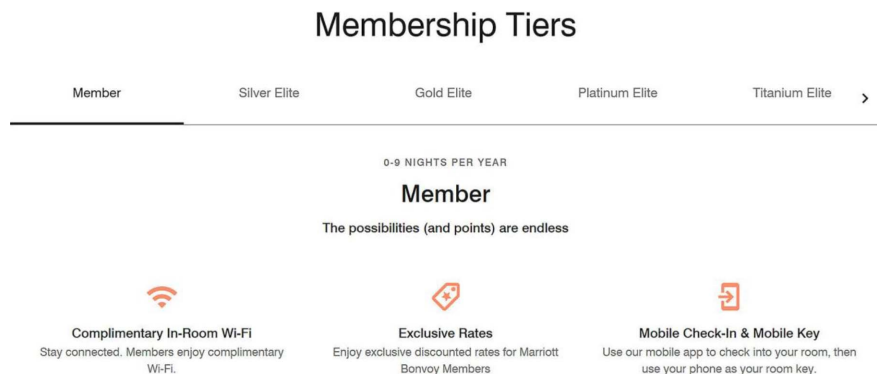 Membership Tiers
Member
Silver Elite
Gold Elite
Platinum Elite
Titanium Elite
0-9 NIGHTS PER YEAR
Member
The possibilities (and points) are endless
Complimentary In-Room Wi-Fi
Stay connected. Members enjoy complimentary
Wi-Fi.
Exclusive Rates
Enjoy exclusive discounted rates for Marriott
Bonvoy Members
Mobile Check-In & Mobile Key
Use our mobile app to check into your room, then
use your phone as your room key.